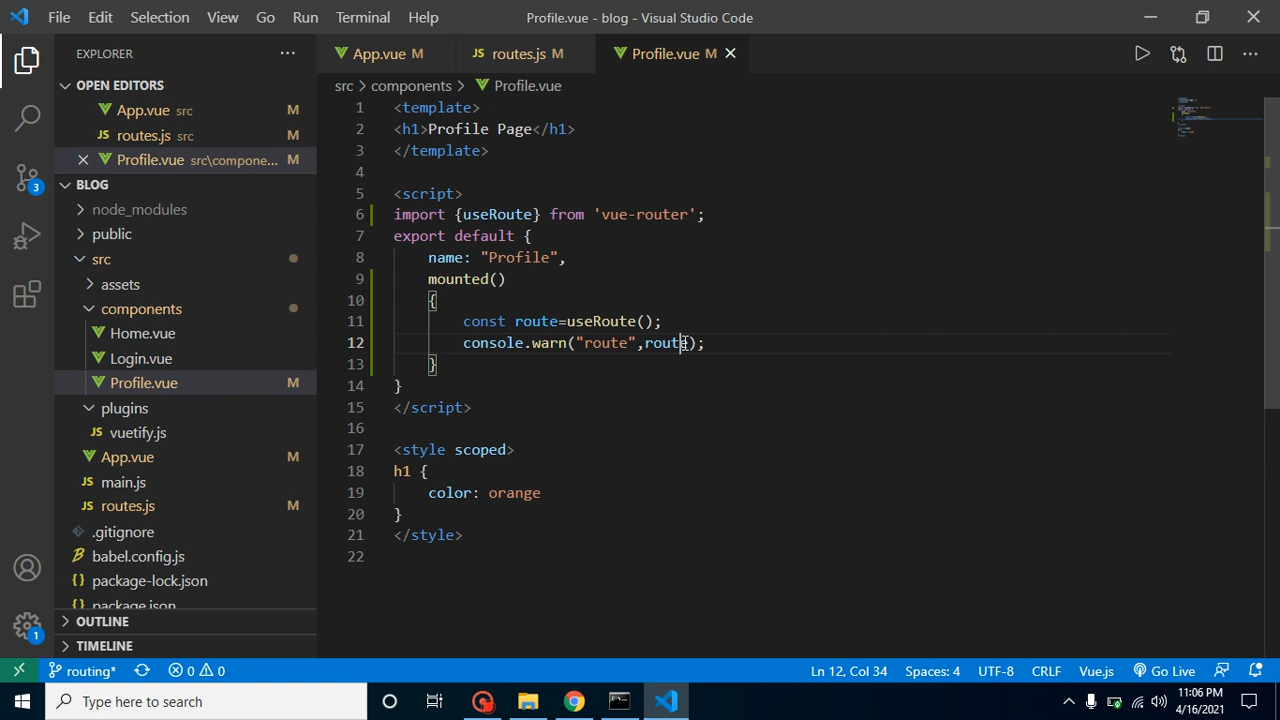 File Edit Selection View Go Run Terminal Help Profile.vue - blog - Visual Studio Code
EXPLORER
App.vue M routes.js M Profile.vue M
OPEN EDITORS
App.vue src M
routes.js src M
Profile.vue src\compone... M
BLOG
node_modules
public
src
assets
components
Home.vue
Login.vue
Profile.vue M
plugins
vuetify.js
App.vue M
main.js
routes.js M
.gitignore
babel.config.js
package-lock.json
package.json
OUTLINE
TIMELINE
3
1
src > components > Profile.vue
1 <template>
2 <h1>Profile Page</h1>
3 </template>
4
5 <script>
6 import {useRoute} from 'vue-router';
7 export default {
8 name: "Profile",
9 mounted()
10 {
11 const route=useRoute();
12 console.warn("route",route);
13 }
14 }
15 </script>
16
17 <style scoped>
18 h1 {
19 color: orange
20 }
21 </style>
22
routing* 0 0 Ln 12, Col 34 Spaces: 4 UTF-8 CRLF Vue.js Go Live
Type here to search
11:06 PM
4/16/2021